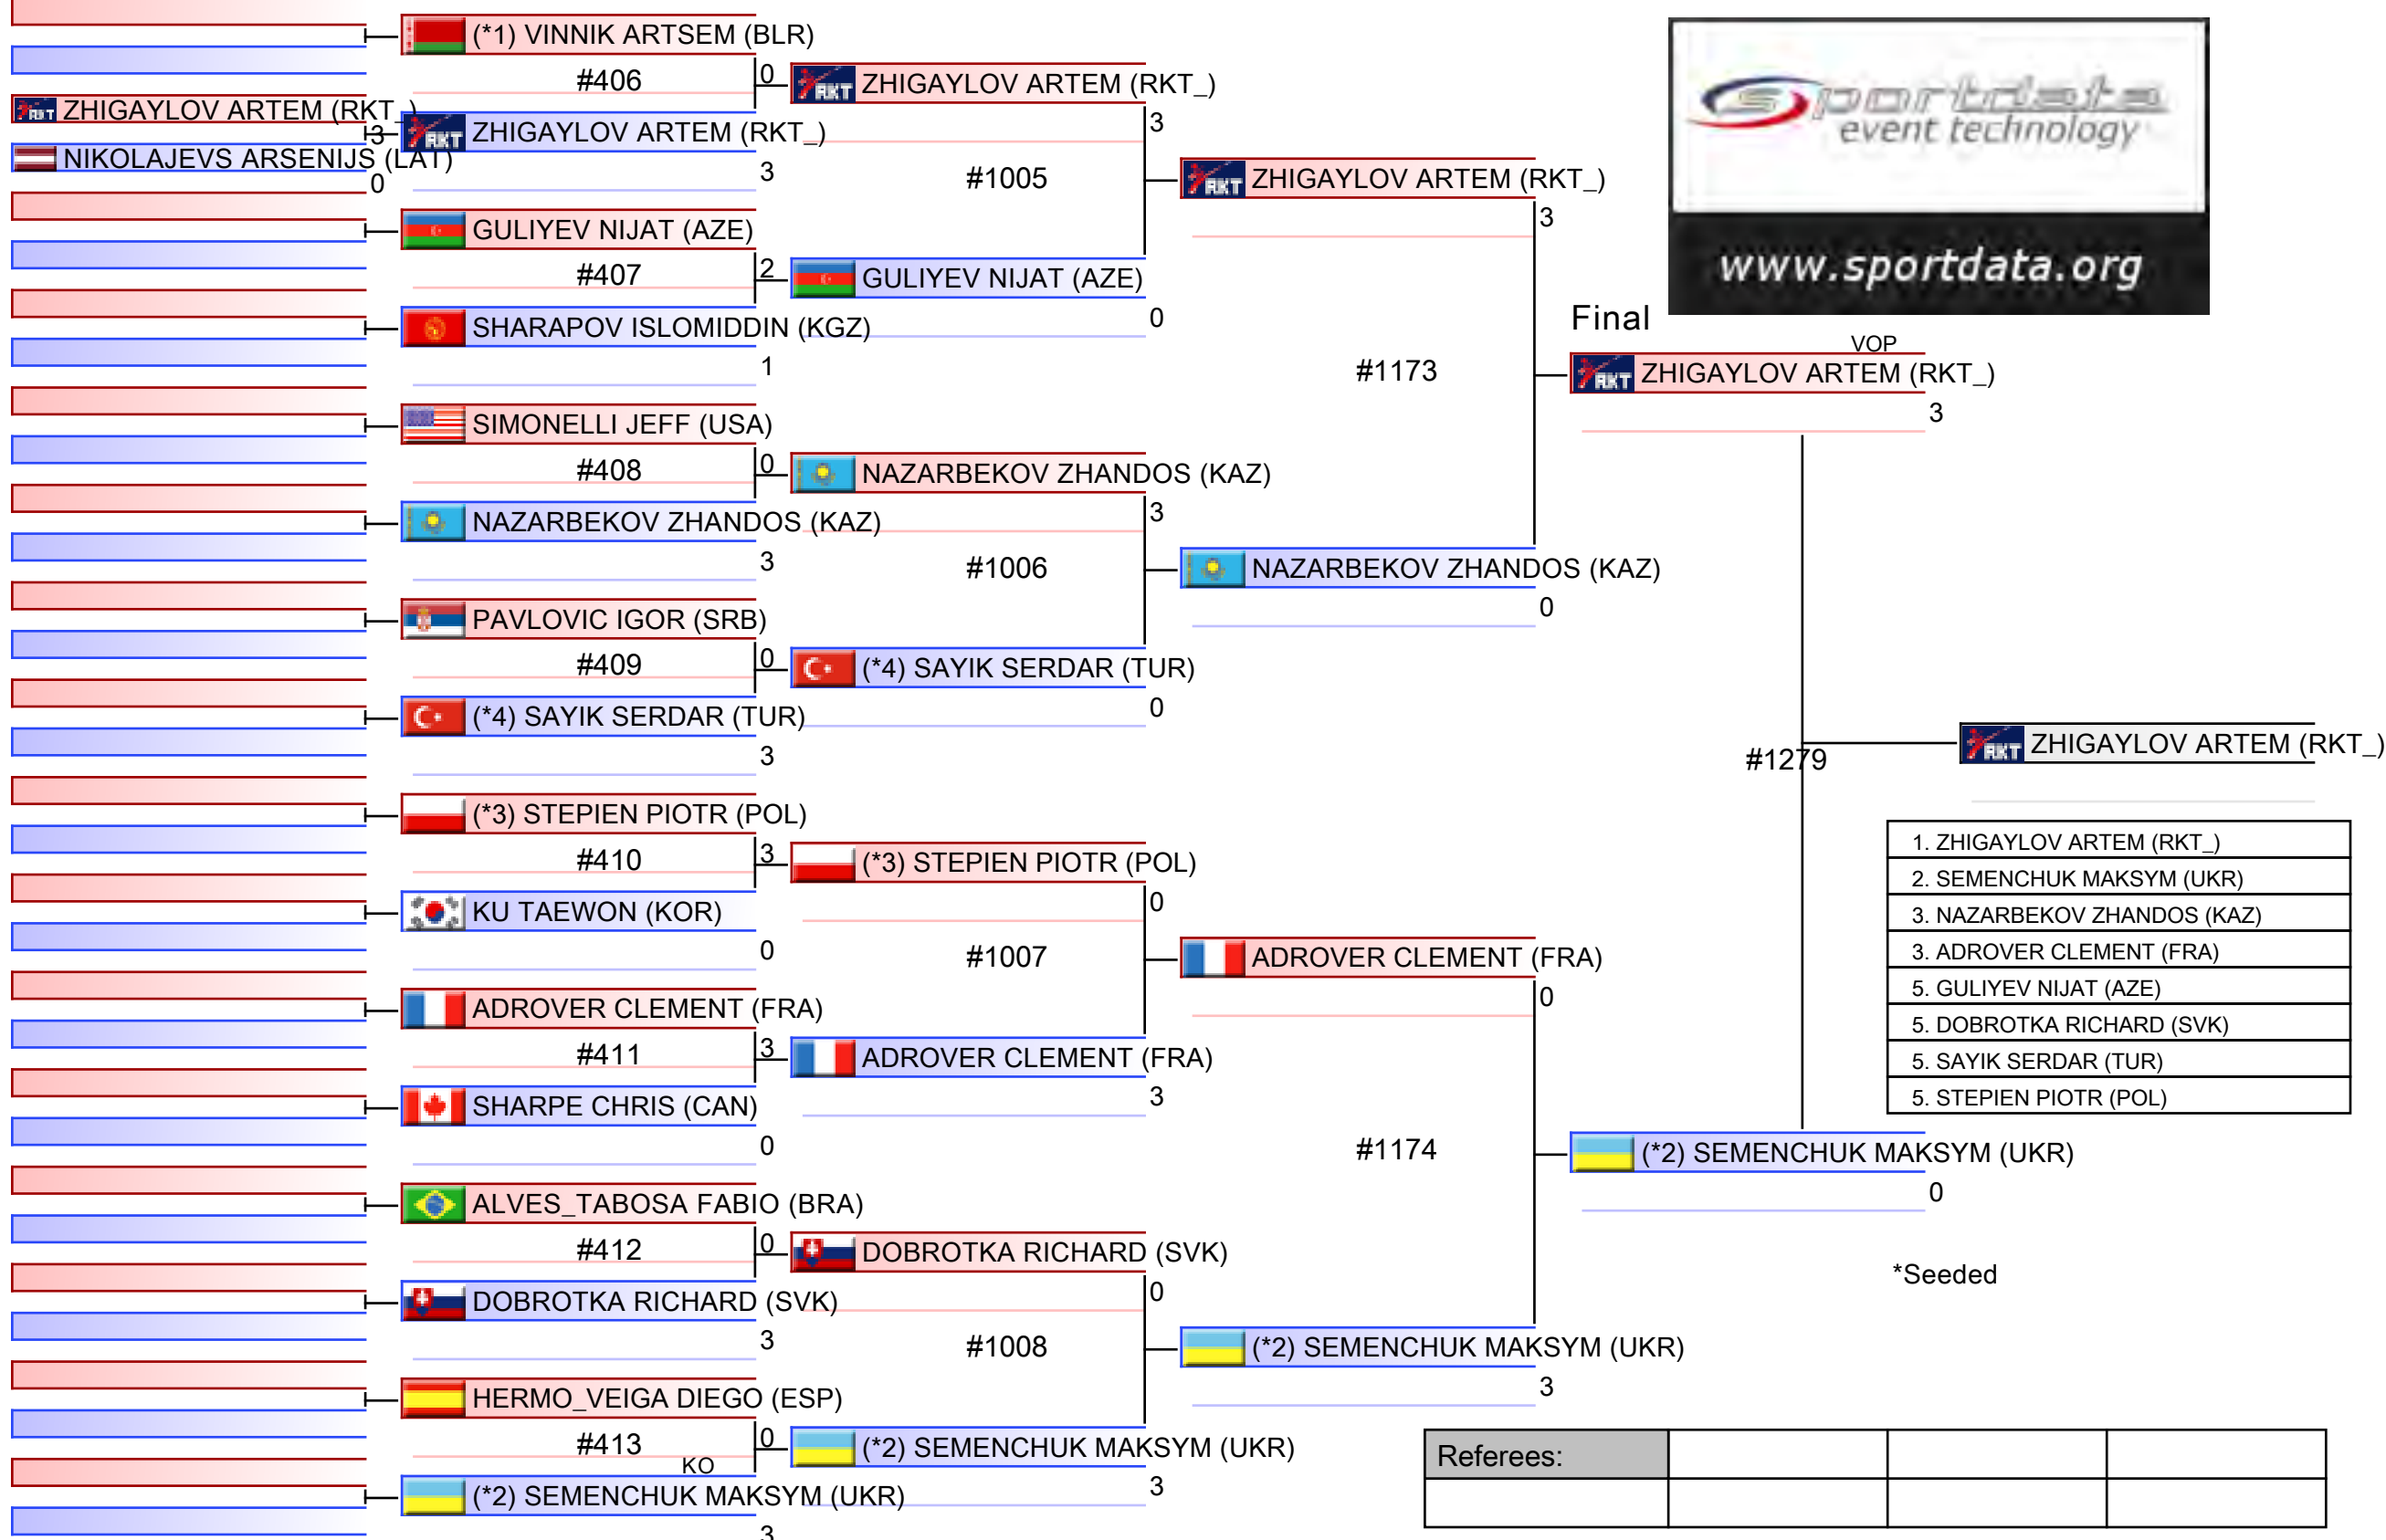 (*1) VINNIK ARTSEM (BLR)
#406
0
ZHIGAYLOV ARTEM (RKT_)
ZHIGAYLOV ARTEM (RKT_)
3
NIKOLAJEVS ARSENIJS (LAT)
0
ZHIGAYLOV ARTEM (RKT_)
3
3
#1005
ZHIGAYLOV ARTEM (RKT_)
3
GULIYEV NIJAT (AZE)
#407
2
GULIYEV NIJAT (AZE)
0
SHARAPOV ISLOMIDDIN (KGZ)
1
#1173
SIMONELLI JEFF (USA)
#408
0
NAZARBEKOV ZHANDOS (KAZ)
3
NAZARBEKOV ZHANDOS (KAZ)
3
#1006
NAZARBEKOV ZHANDOS (KAZ)
0
PAVLOVIC IGOR (SRB)
#409
0
(*4) SAYIK SERDAR (TUR)
0
(*4) SAYIK SERDAR (TUR)
3
sportdata
event technology
www.sportdata.org
Final
VOP
ZHIGAYLOV ARTEM (RKT_)
3
#1279
ZHIGAYLOV ARTEM (RKT_)
(*3) STEPIEN PIOTR (POL)
#410
3
(*3) STEPIEN PIOTR (POL)
0
KU TAEWON (KOR)
0
#1007
ADROVER CLEMENT (FRA)
0
ADROVER CLEMENT (FRA)
#411
3
ADROVER CLEMENT (FRA)
3
SHARPE CHRIS (CAN)
0
#1174
(*2) SEMENCHUK MAKSYM (UKR)
0
ALVES_TABOSA FABIO (BRA)
#412
0
DOBROTKA RICHARD (SVK)
0
DOBROTKA RICHARD (SVK)
3
#1008
(*2) SEMENCHUK MAKSYM (UKR)
3
HERMO_VEIGA DIEGO (ESP)
#413
0
KO
(*2) SEMENCHUK MAKSYM (UKR)
3
(*2) SEMENCHUK MAKSYM (UKR)
3
1. ZHIGAYLOV ARTEM (RKT_)
2. SEMENCHUK MAKSYM (UKR)
3. NAZARBEKOV ZHANDOS (KAZ)
3. ADROVER CLEMENT (FRA)
5. GULIYEV NIJAT (AZE)
5. DOBROTKA RICHARD (SVK)
5. SAYIK SERDAR (TUR)
5. STEPIEN PIOTR (POL)
*Seeded
Referees: